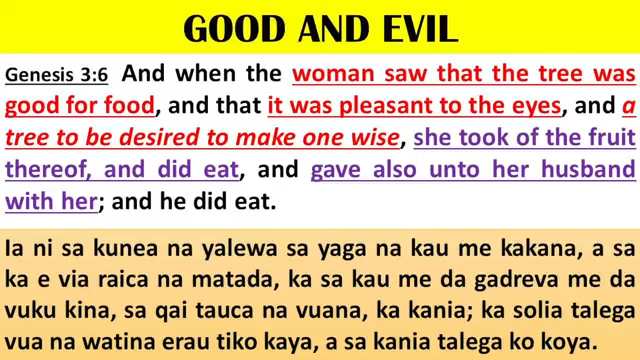 GOOD AND EVIL
Genesis 3:6 And when the woman saw that the tree was
good for food, and that it was pleasant to the eyes, and a
tree to be desired to make one wise, she took of the fruit
thereof, and did eat, and gave also unto her husband
with her; and he did eat.
Ia ni sa kunea na yalewa sa yaga na kau me kakana, a sa
ka e via raica na matada, ka sa kau me da gadreva me da
vuku kina, sa qai tauca na vuana, ka kania; ka solia talega
vua na watina erau tiko kaya, a sa kania talega ko koya.